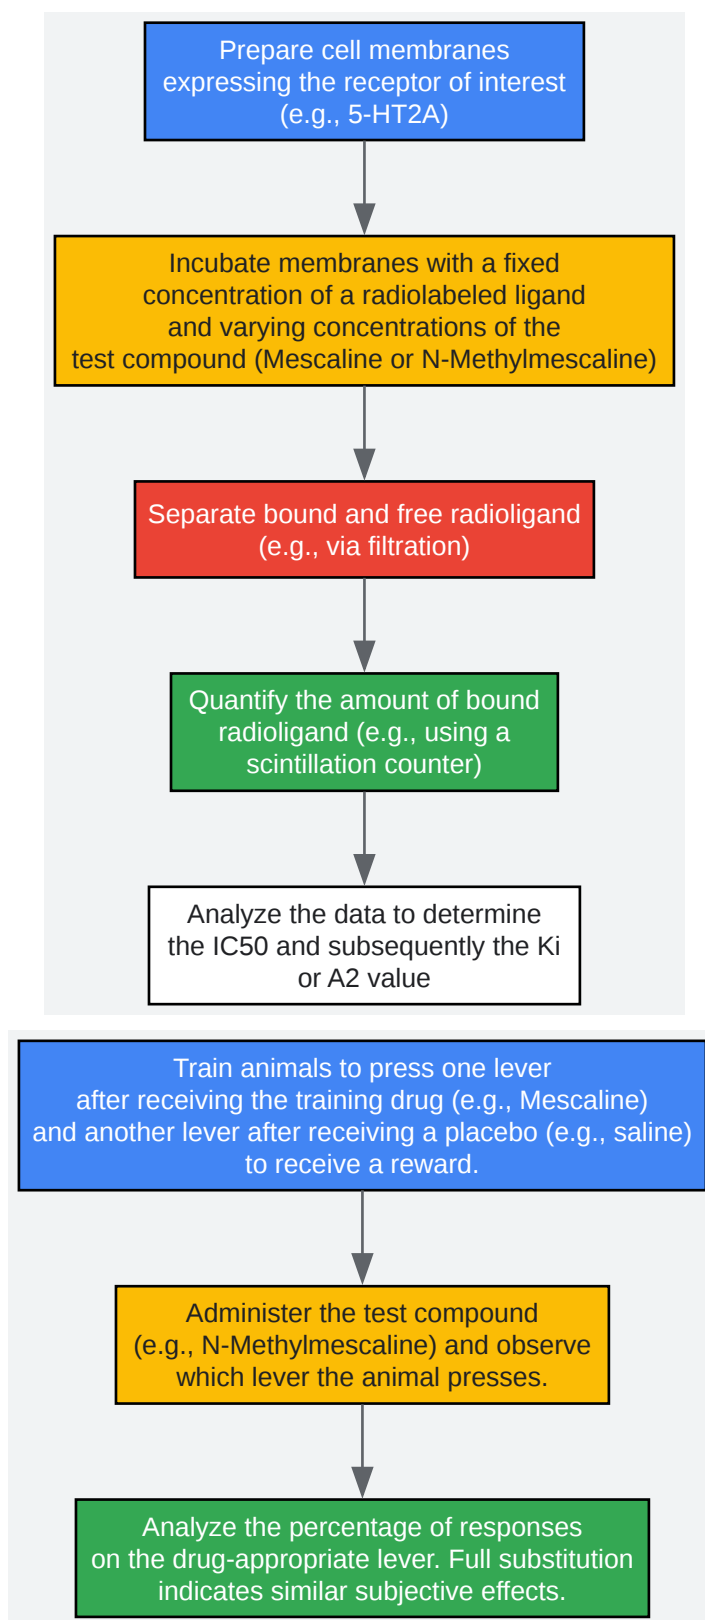 Prepare cell membranes
expressing the receptor of interest
(e.g., 5-HT2A)
Incubate membranes with a fixed
concentration of a radiolabeled ligand
and varying concentrations of the
test compound (Mescaline or N-Methylmescaline)
Separate bound and free radioligand
(e.g., via filtration)
Quantify the amount of bound
radioligand (e.g., using a
scintillation counter)
Analyze the data to determine
the IC50 and subsequently the Ki
or A2 value
Train animals to press one lever
after receiving the training drug (e.g., Mescaline)
and another lever after receiving a placebo (e.g., saline)
to receive a reward.
Administer the test compound
(e.g., N-Methylmescaline) and observe
which lever the animal presses.
Analyze the percentage of responses
on the drug-appropriate lever. Full substitution
indicates similar subjective effects.